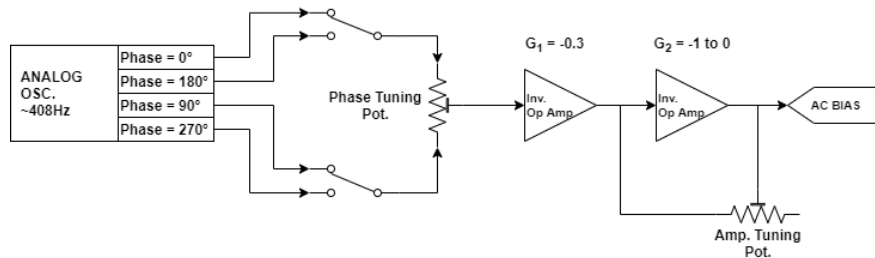 ANALOG
OSC.
~408Hz
Phase = 0°
Phase = 180°
Phase = 90°
Phase = 270°
Phase Tuning
Pot.
G1 = -0.3
Inv.
Op Amp
G2 = -1 to 0
Inv.
Op Amp
AC BIAS
Amp. Tuning
Pot.